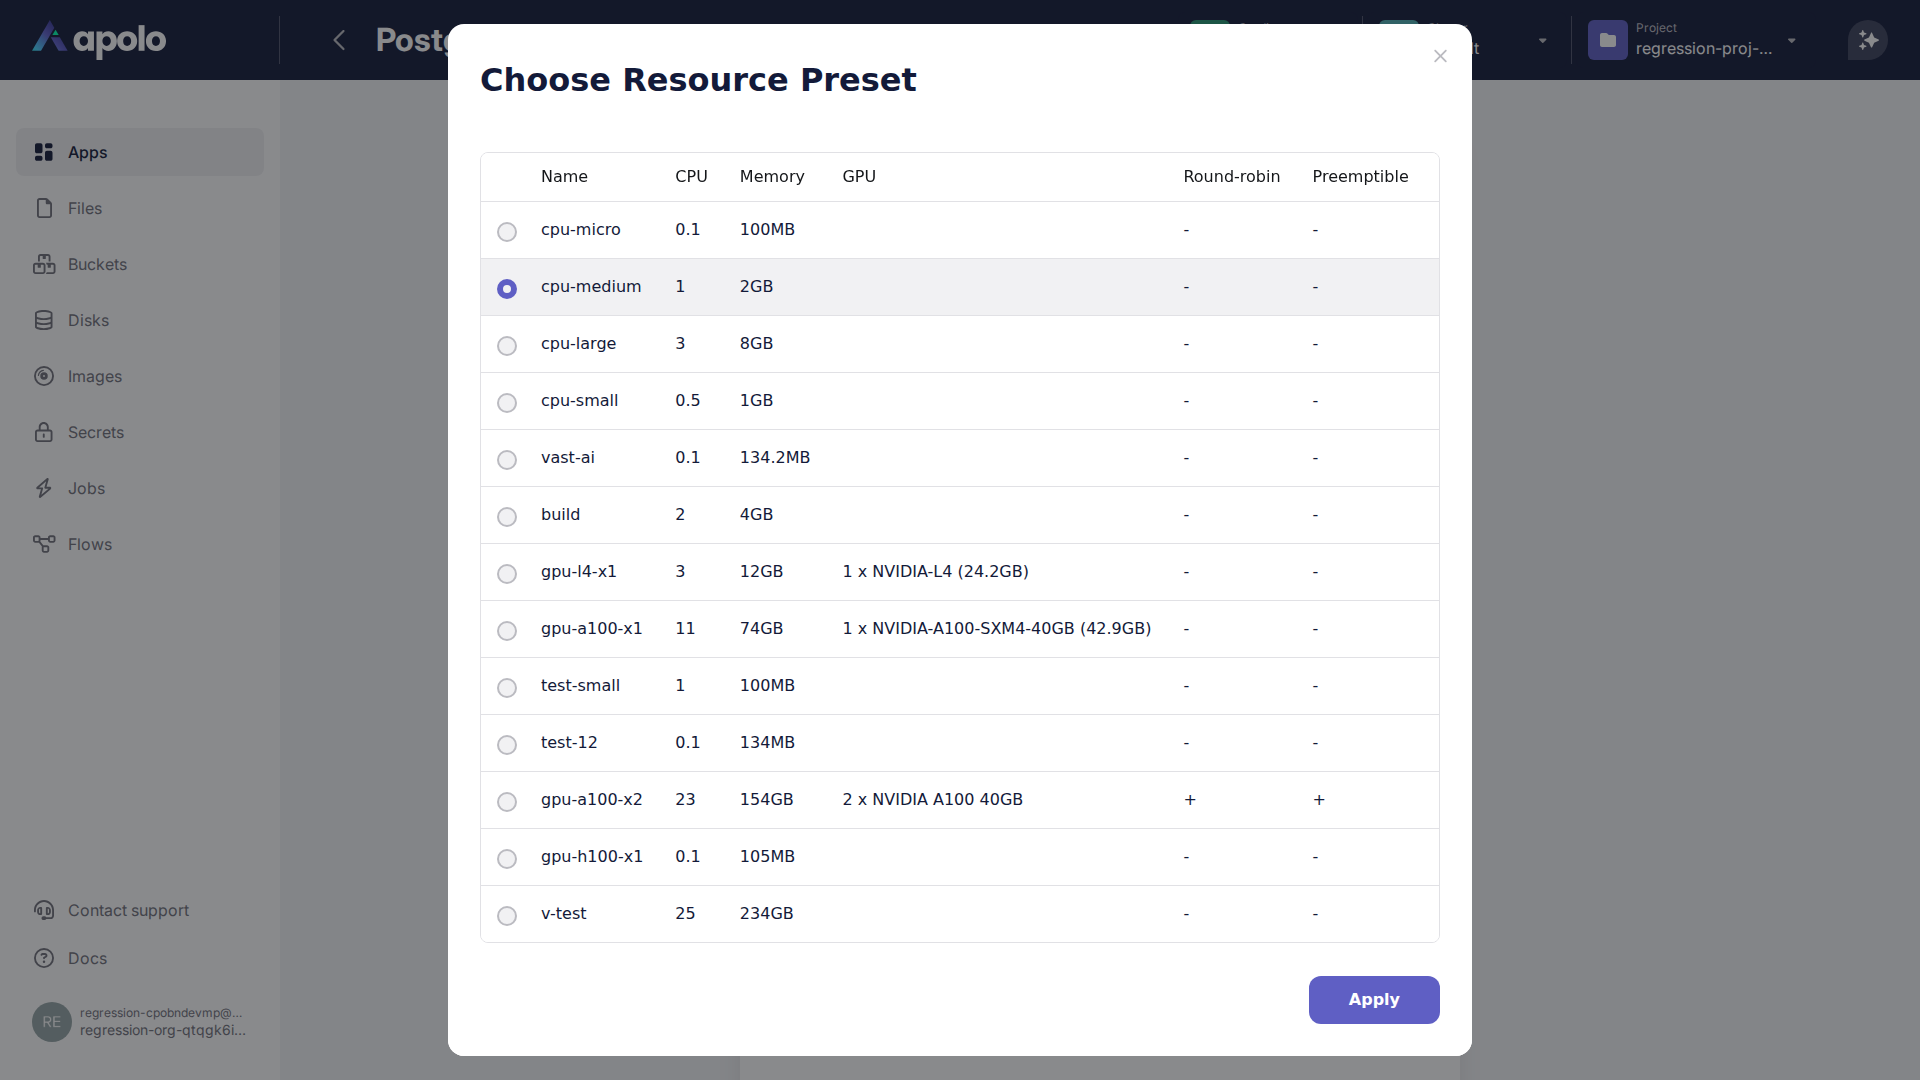 apolo
Postg
Project
regression-proj-...
lt
Choose Resource Preset
Apps
Files
Buckets
Disks
Images
Secrets
Jobs
Flows
Contact support
Docs
RE
regression-cpobndevmp@...
regression-org-qtqgk6i...
Name CPU Memory GPU Round-robin Preemptible
cpu-micro 0.1 100MB - -
cpu-medium 1 2GB - -
cpu-large 3 8GB - -
cpu-small 0.5 1GB - -
vast-ai 0.1 134.2MB - -
build 2 4GB - -
gpu-l4-x1 3 12GB 1 x NVIDIA-L4 (24.2GB) - -
gpu-a100-x1 11 74GB 1 x NVIDIA-A100-SXM4-40GB (42.9GB) - -
test-small 1 100MB - -
test-12 0.1 134MB - -
gpu-a100-x2 23 154GB 2 x NVIDIA A100 40GB + +
gpu-h100-x1 0.1 105MB - -
v-test 25 234GB - -
Apply